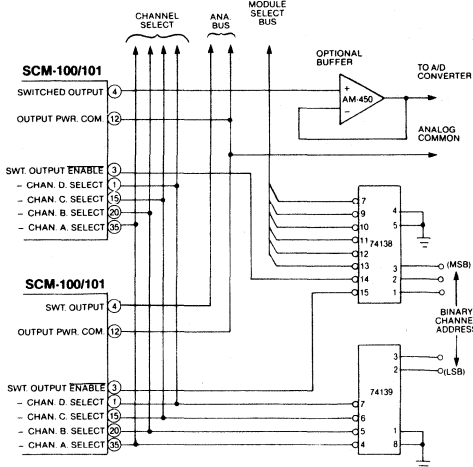 CHANNEL
SELECT
ANA.
BUS
MODULE
SELECT
BUS
OPTIONAL
BUFFER
TO A/D
CONVERTER
SCM-100/101
SWITCHED OUTPUT 4
+
AM-450
−
OUTPUT PWR. COM. 12
ANALOG
COMMON
SWT. OUTPUT ENABLE 3
- CHAN. D. SELECT 1
- CHAN. C. SELECT 15
- CHAN. B. SELECT 20
- CHAN. A. SELECT 35
7
9
10
11
12
13
14
15
74138
4
5
3
2
1
(MSB)
BINARY
CHANNE
ADDRESS
(LSB)
SCM-100/101
SWT. OUTPUT 4
OUTPUT PWR. COM. 12
SWT. OUTPUT ENABLE 3
- CHAN. D. SELECT 1
- CHAN. C. SELECT 15
- CHAN. B. SELECT 20
- CHAN. A. SELECT 35
7
6
5
4
74139
3
2
1
8